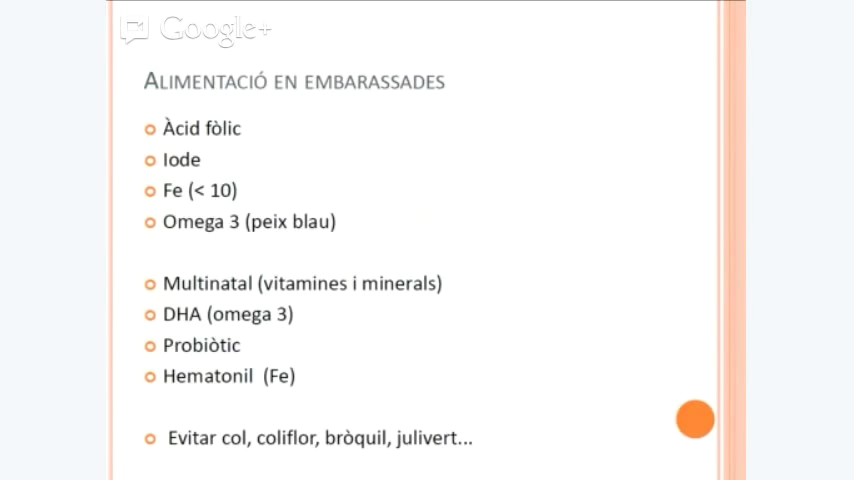 Google+
ALIMENTACIÓ EN EMBARASSADES
Àcid fòlic
Iode
Fe (< 10)
Omega 3 (peix blau)
Multinatal (vitamines i minerals)
DHA (omega 3)
Probiòtic
Hematonil (Fe)
Evitar col, coliflor, bròquil, julivert...